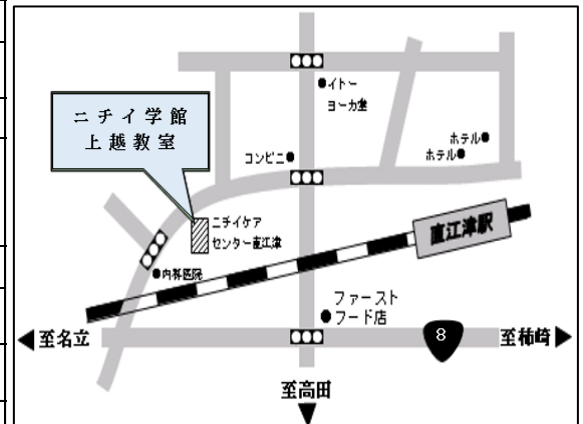 イトー
ヨーカ堂
ニチイ学館
上越教室
コンビニ
ホテル
ホテル
ニチイケア
センター直江津
直江津駅
内科医院
ファースト
フード店
至名立
8
至柿崎
至高田